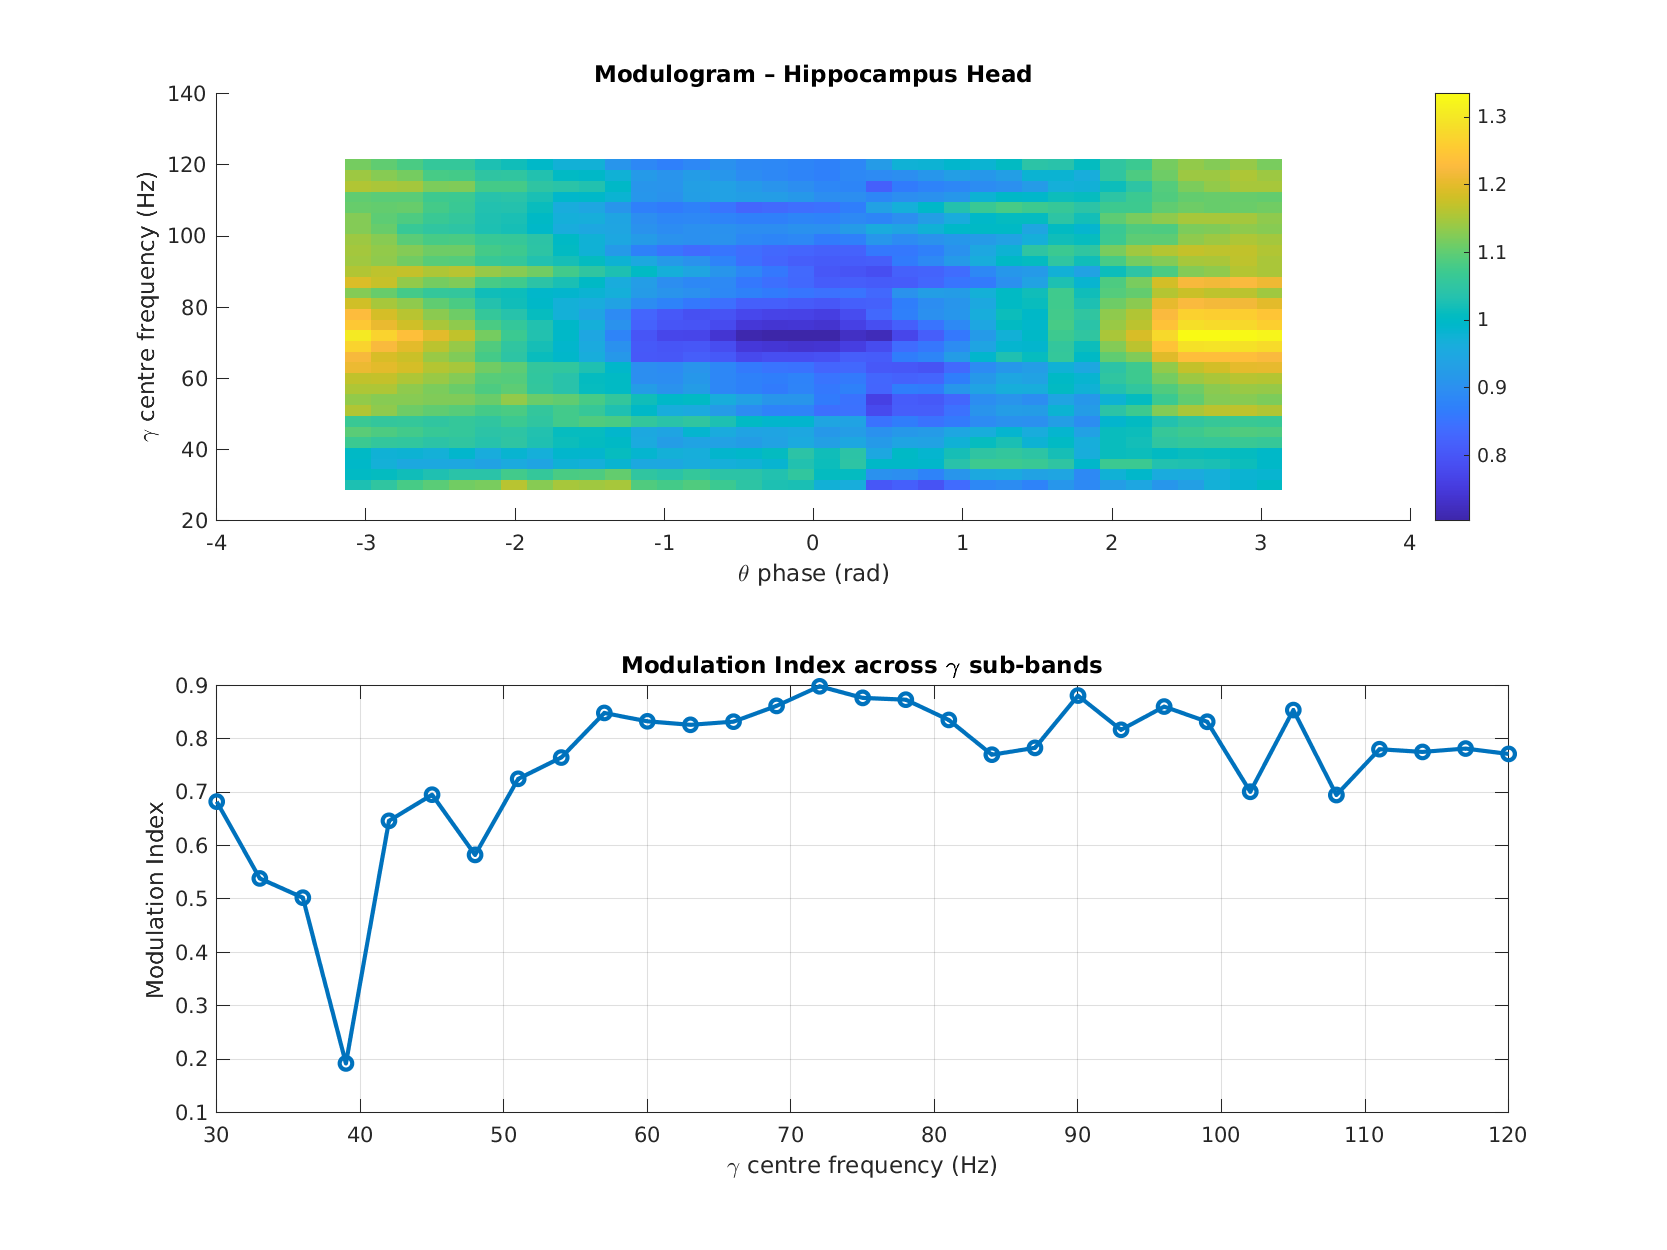 Modulogram – Hippocampus Head
γ centre frequency (Hz)
140
120
100
80
60
40
20
-4 -3 -2 -1 0 1 2 3 4
θ phase (rad)
1.3
1.2
1.1
1
0.9
0.8
Modulation Index across γ sub-bands
Modulation Index
0.9
0.8
0.7
0.6
0.5
0.4
0.3
0.2
0.1
30 40 50 60 70 80 90 100 110 120
γ centre frequency (Hz)